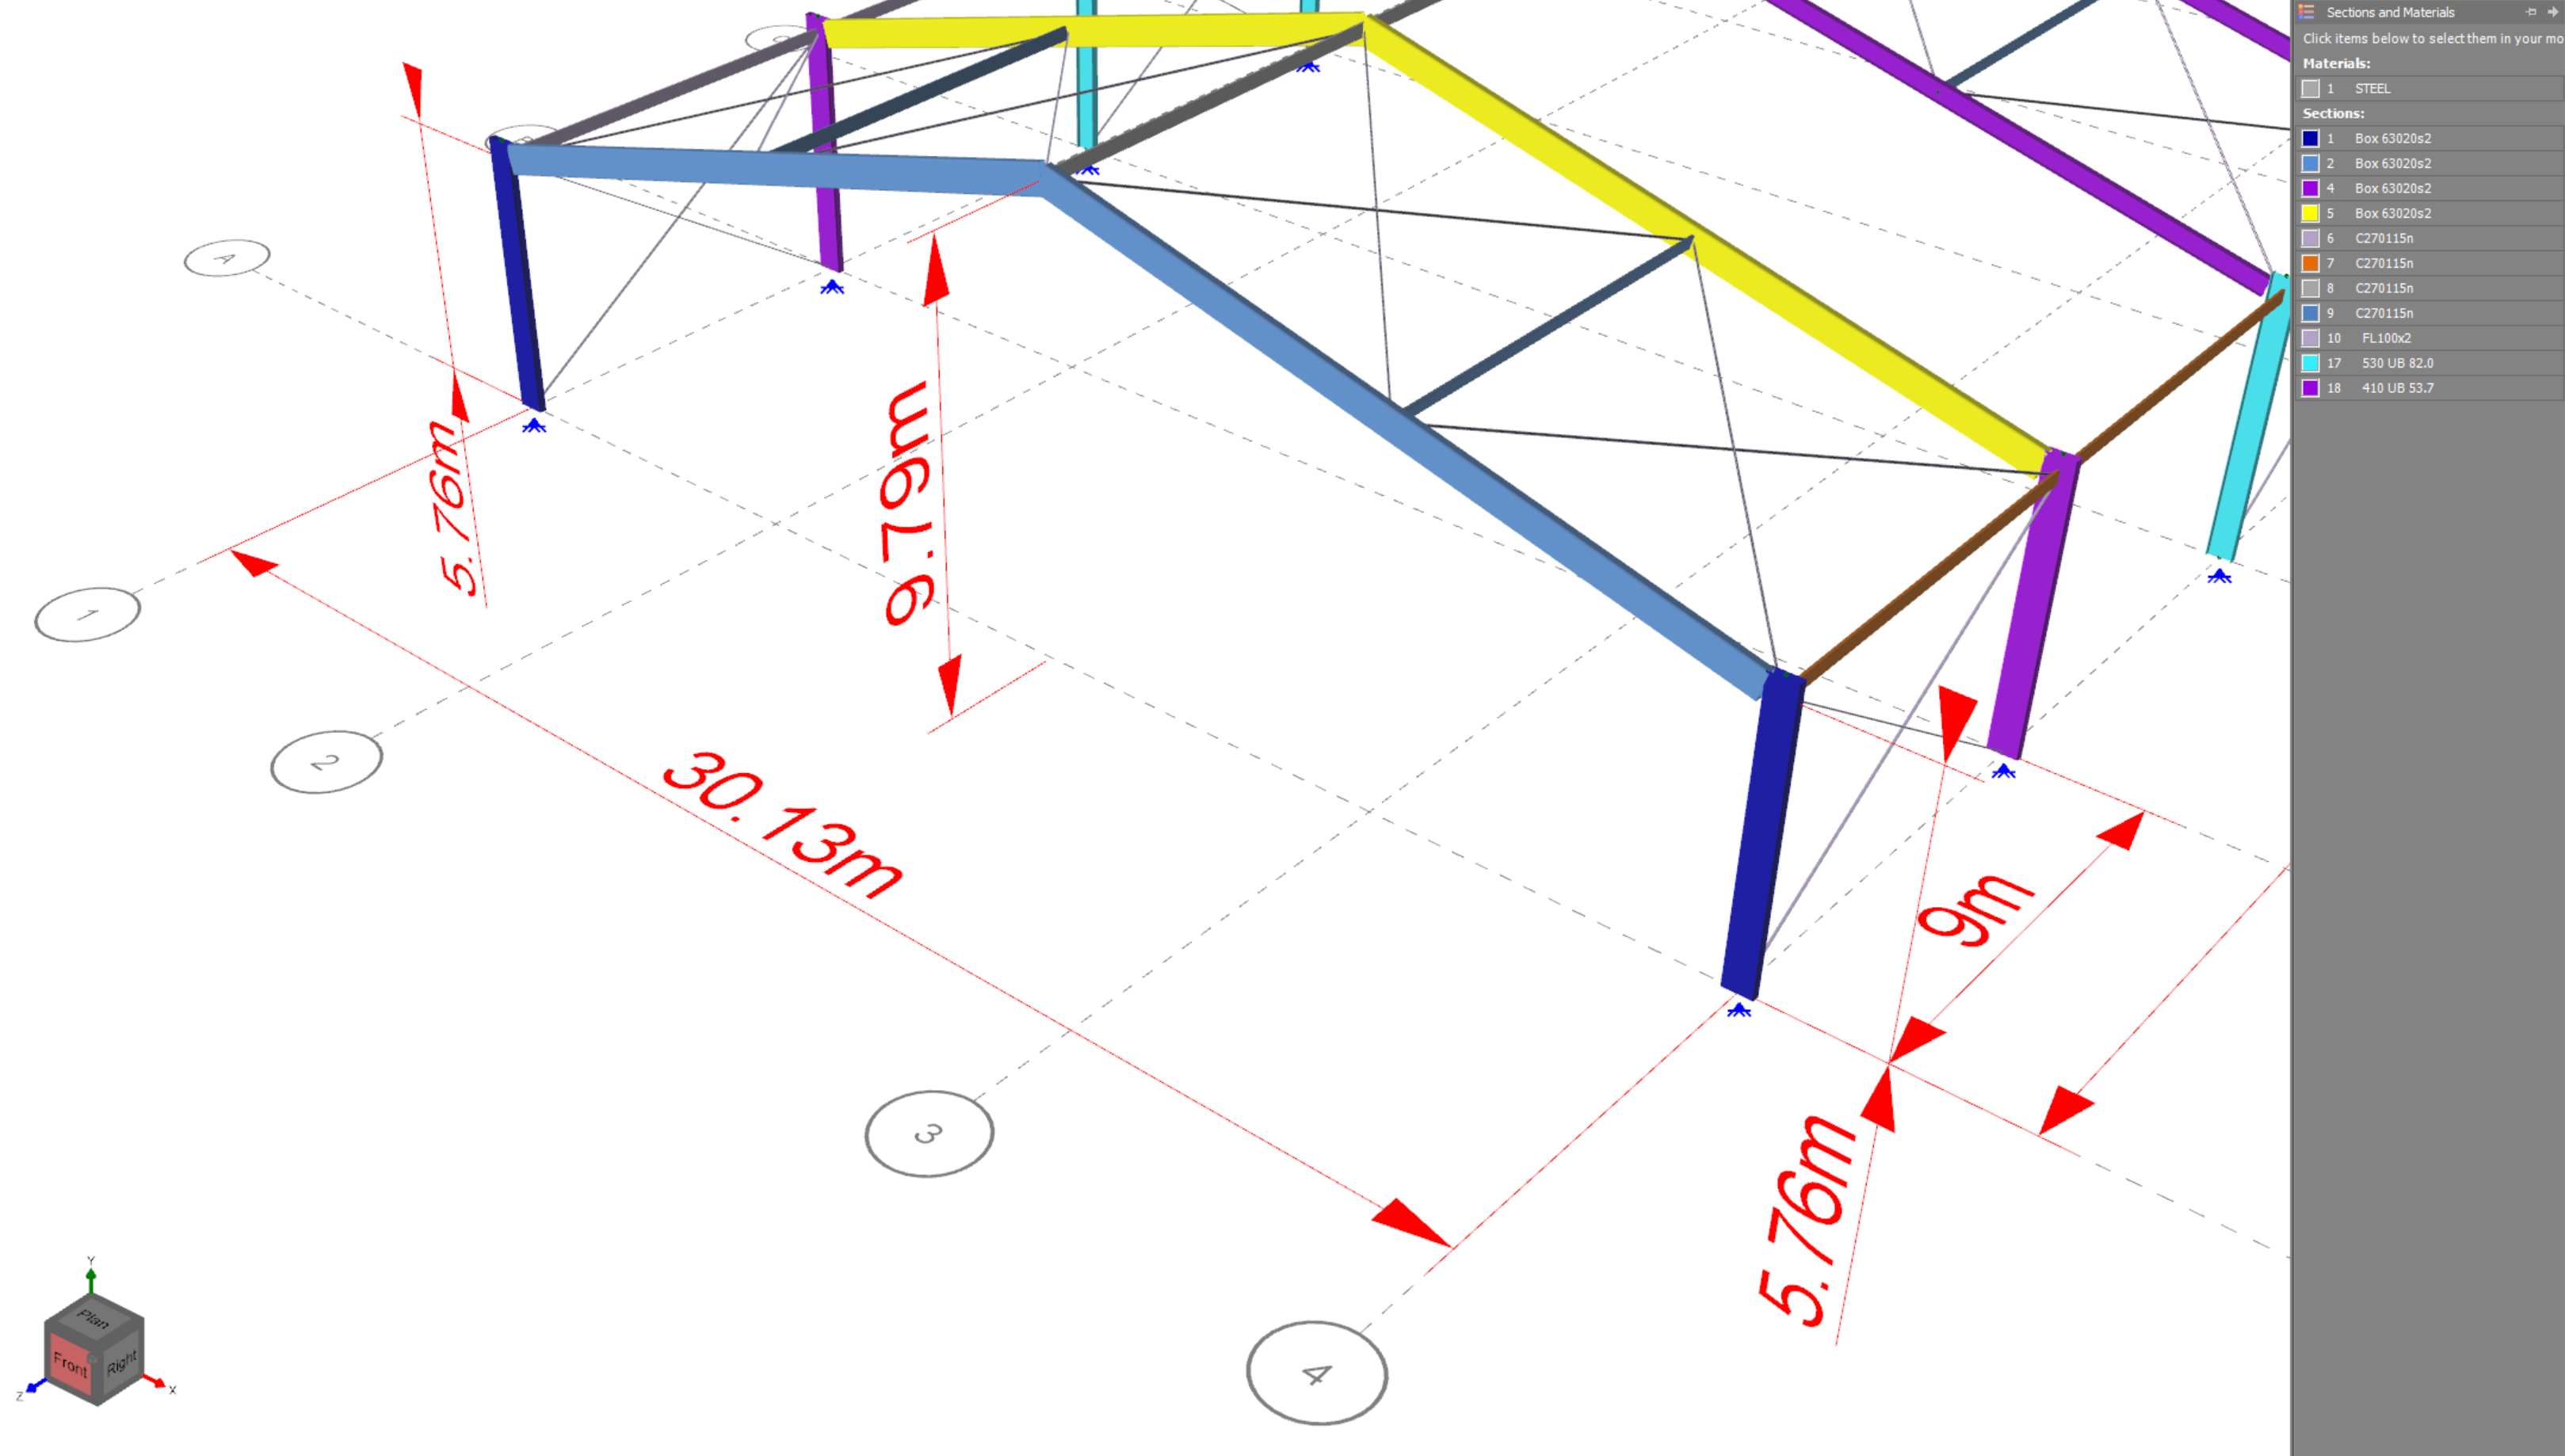 Sections and Materials
Click items below to select them in your mo
Materials:
1 STEEL
Sections:
1 Box 63020s2
2 Box 63020s2
4 Box 63020s2
5 Box 63020s2
6 C270115n
7 C270115n
8 C270115n
9 C270115n
10 FL100x2
17 530 UB 82.0
18 410 UB 53.7
A
1
2
3
4
5.76m
9.76m
30.13m
9m
5.76m
Y
Plan
Front
Right
Z
X